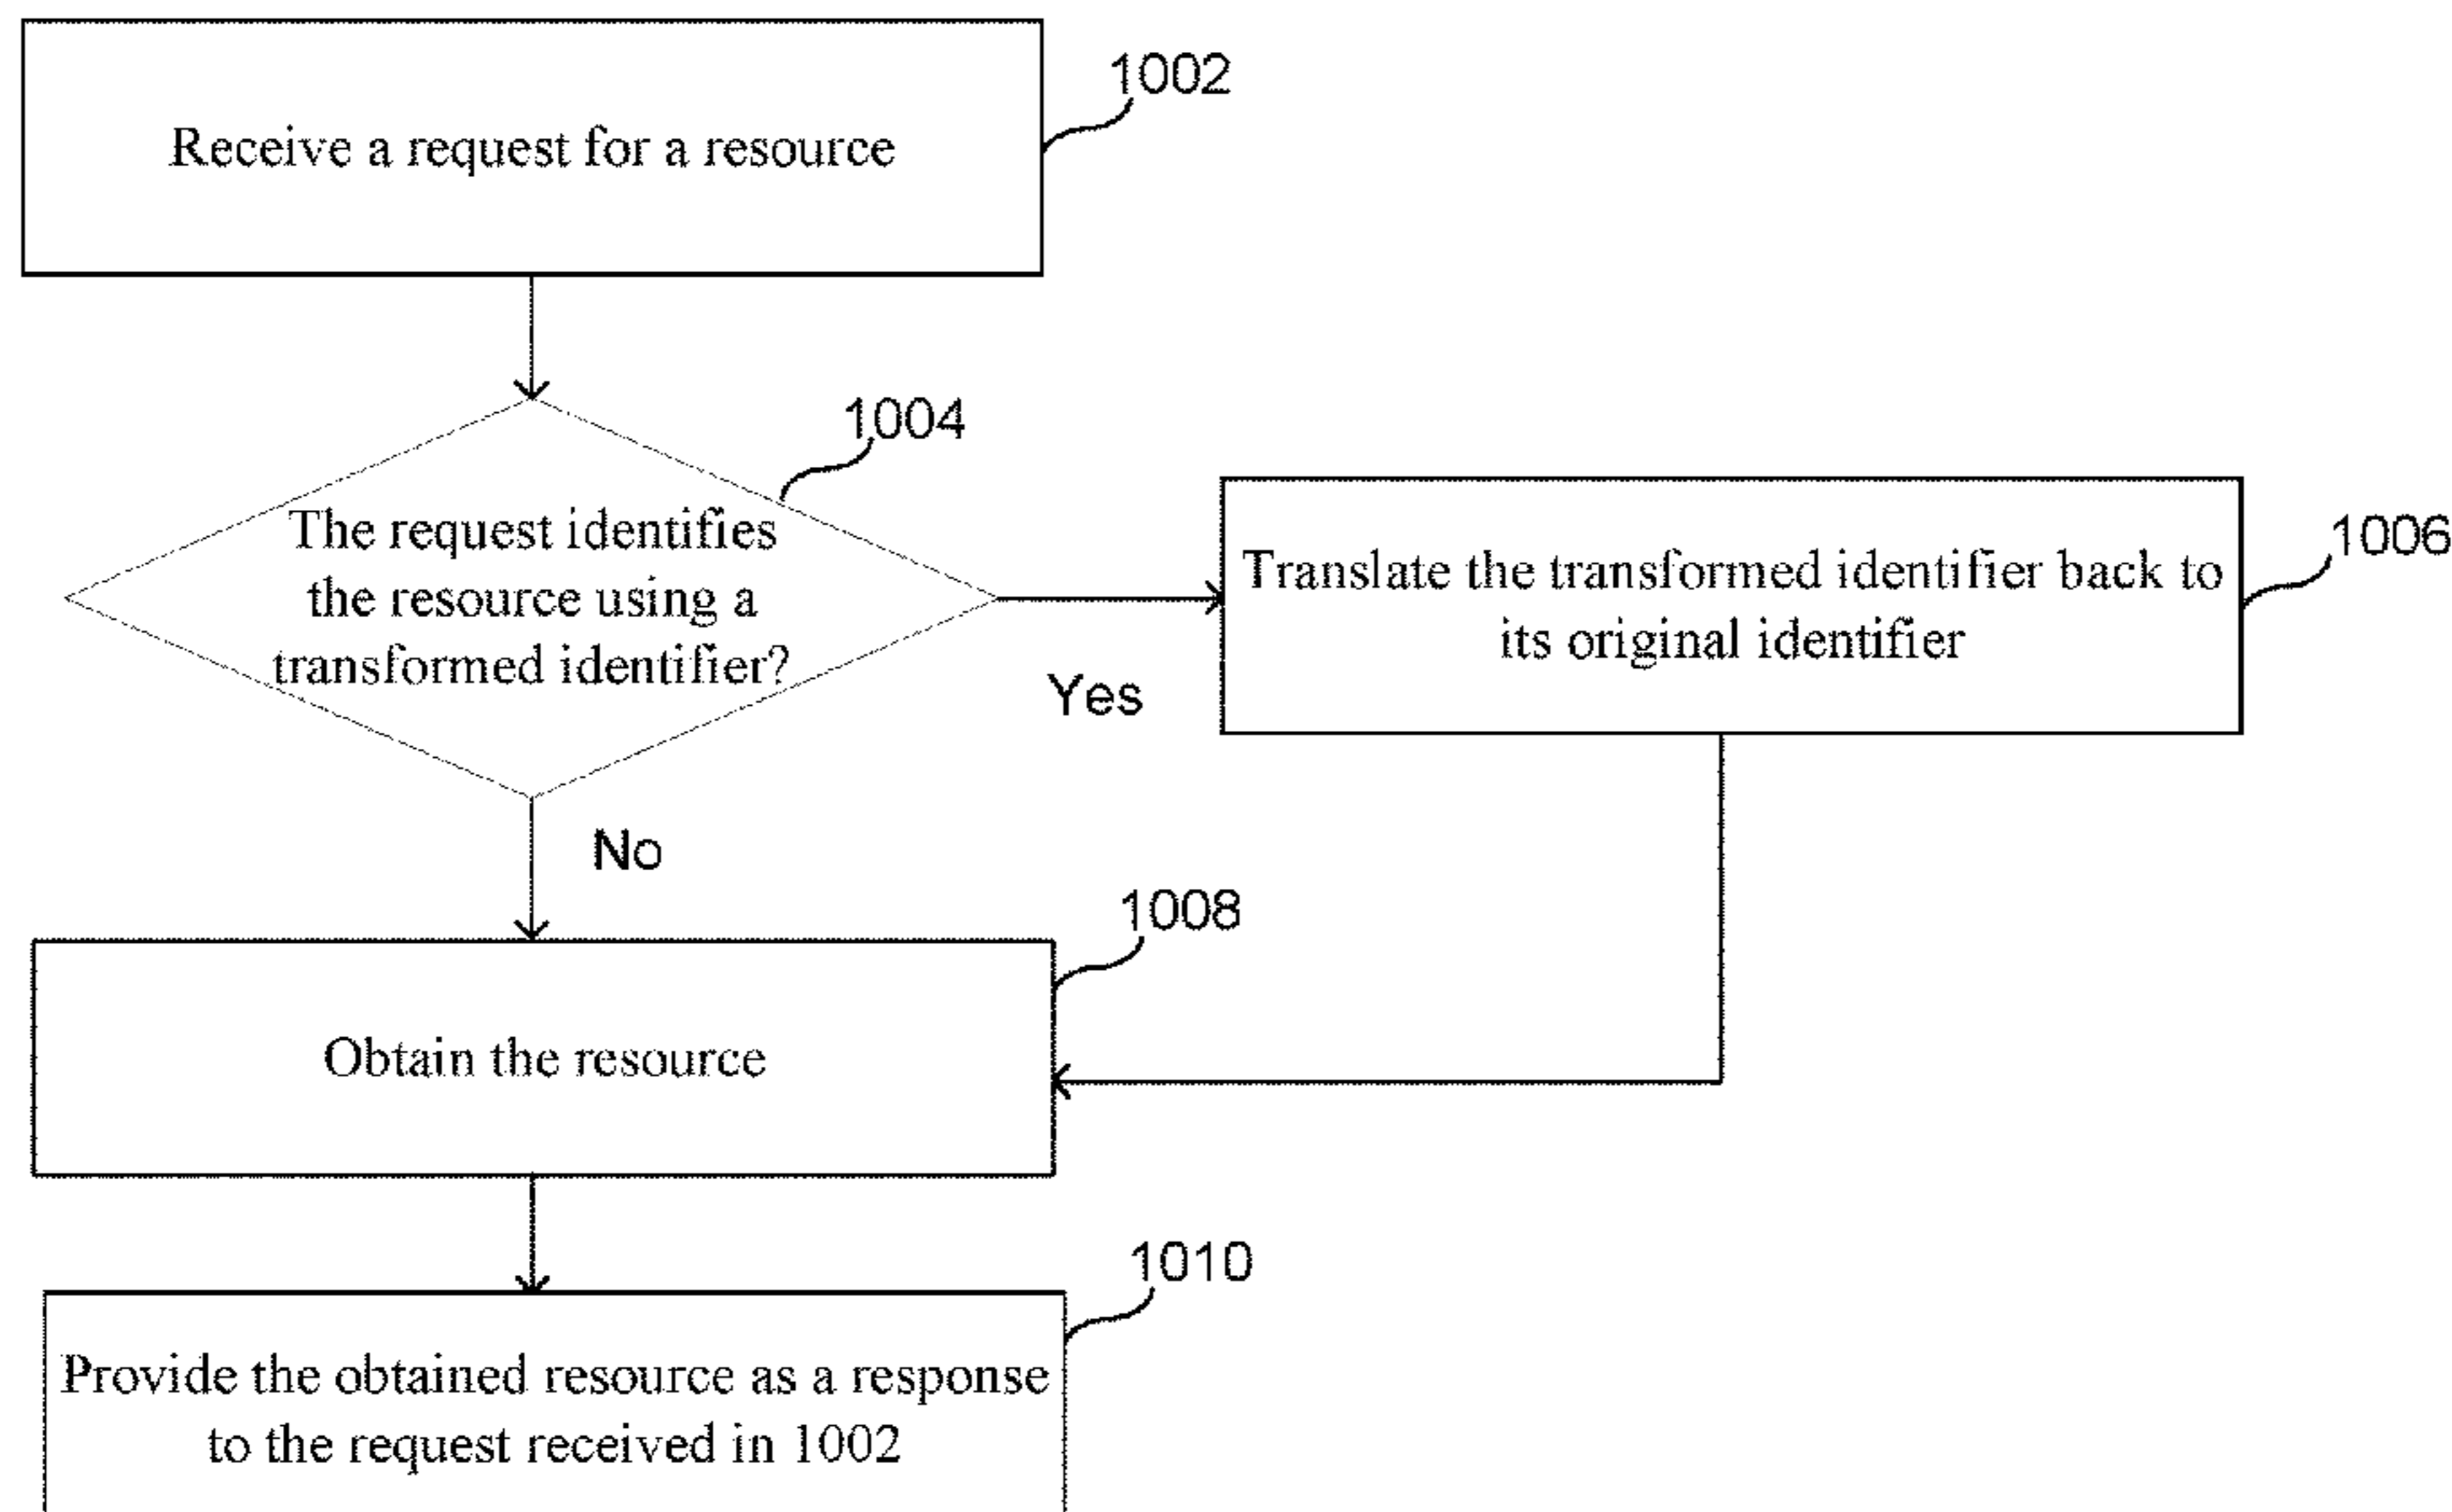 1002
Receive a request for a resource
1004
The request identifies
the resource using a
transformed identifier?
Yes
1006
Translate the transformed identifier back to
its original identifier
No
1008
Obtain the resource
1010
Provide the obtained resource as a response
to the request received in 1002